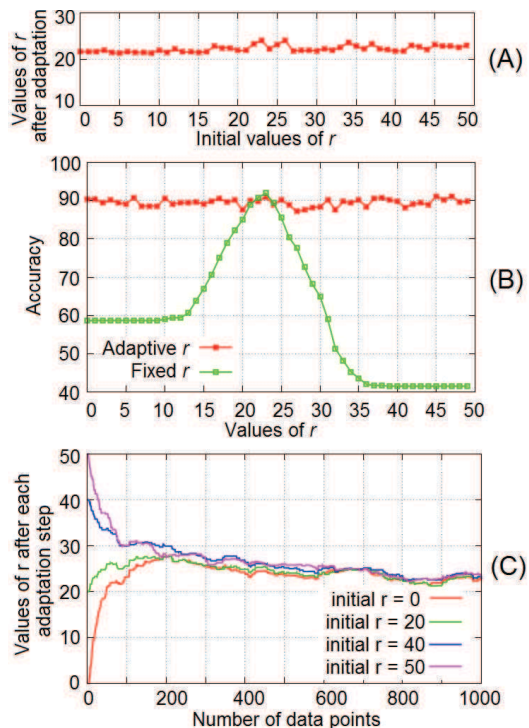 30
20
10
Values of r
after adaptation
0 5 10 15 20 25 30 35 40 45 50
Initial values of r
(A)
100
90
80
70
60
50
40
Accuracy
Adaptive r
Fixed r
0 5 10 15 20 25 30 35 40 45 50
Values of r
(B)
50
40
30
20
10
0
Values of r after each
adaptation step
initial r = 0
initial r = 20
initial r = 40
initial r = 50
0 200 400 600 800 1000
Number of data points
(C)